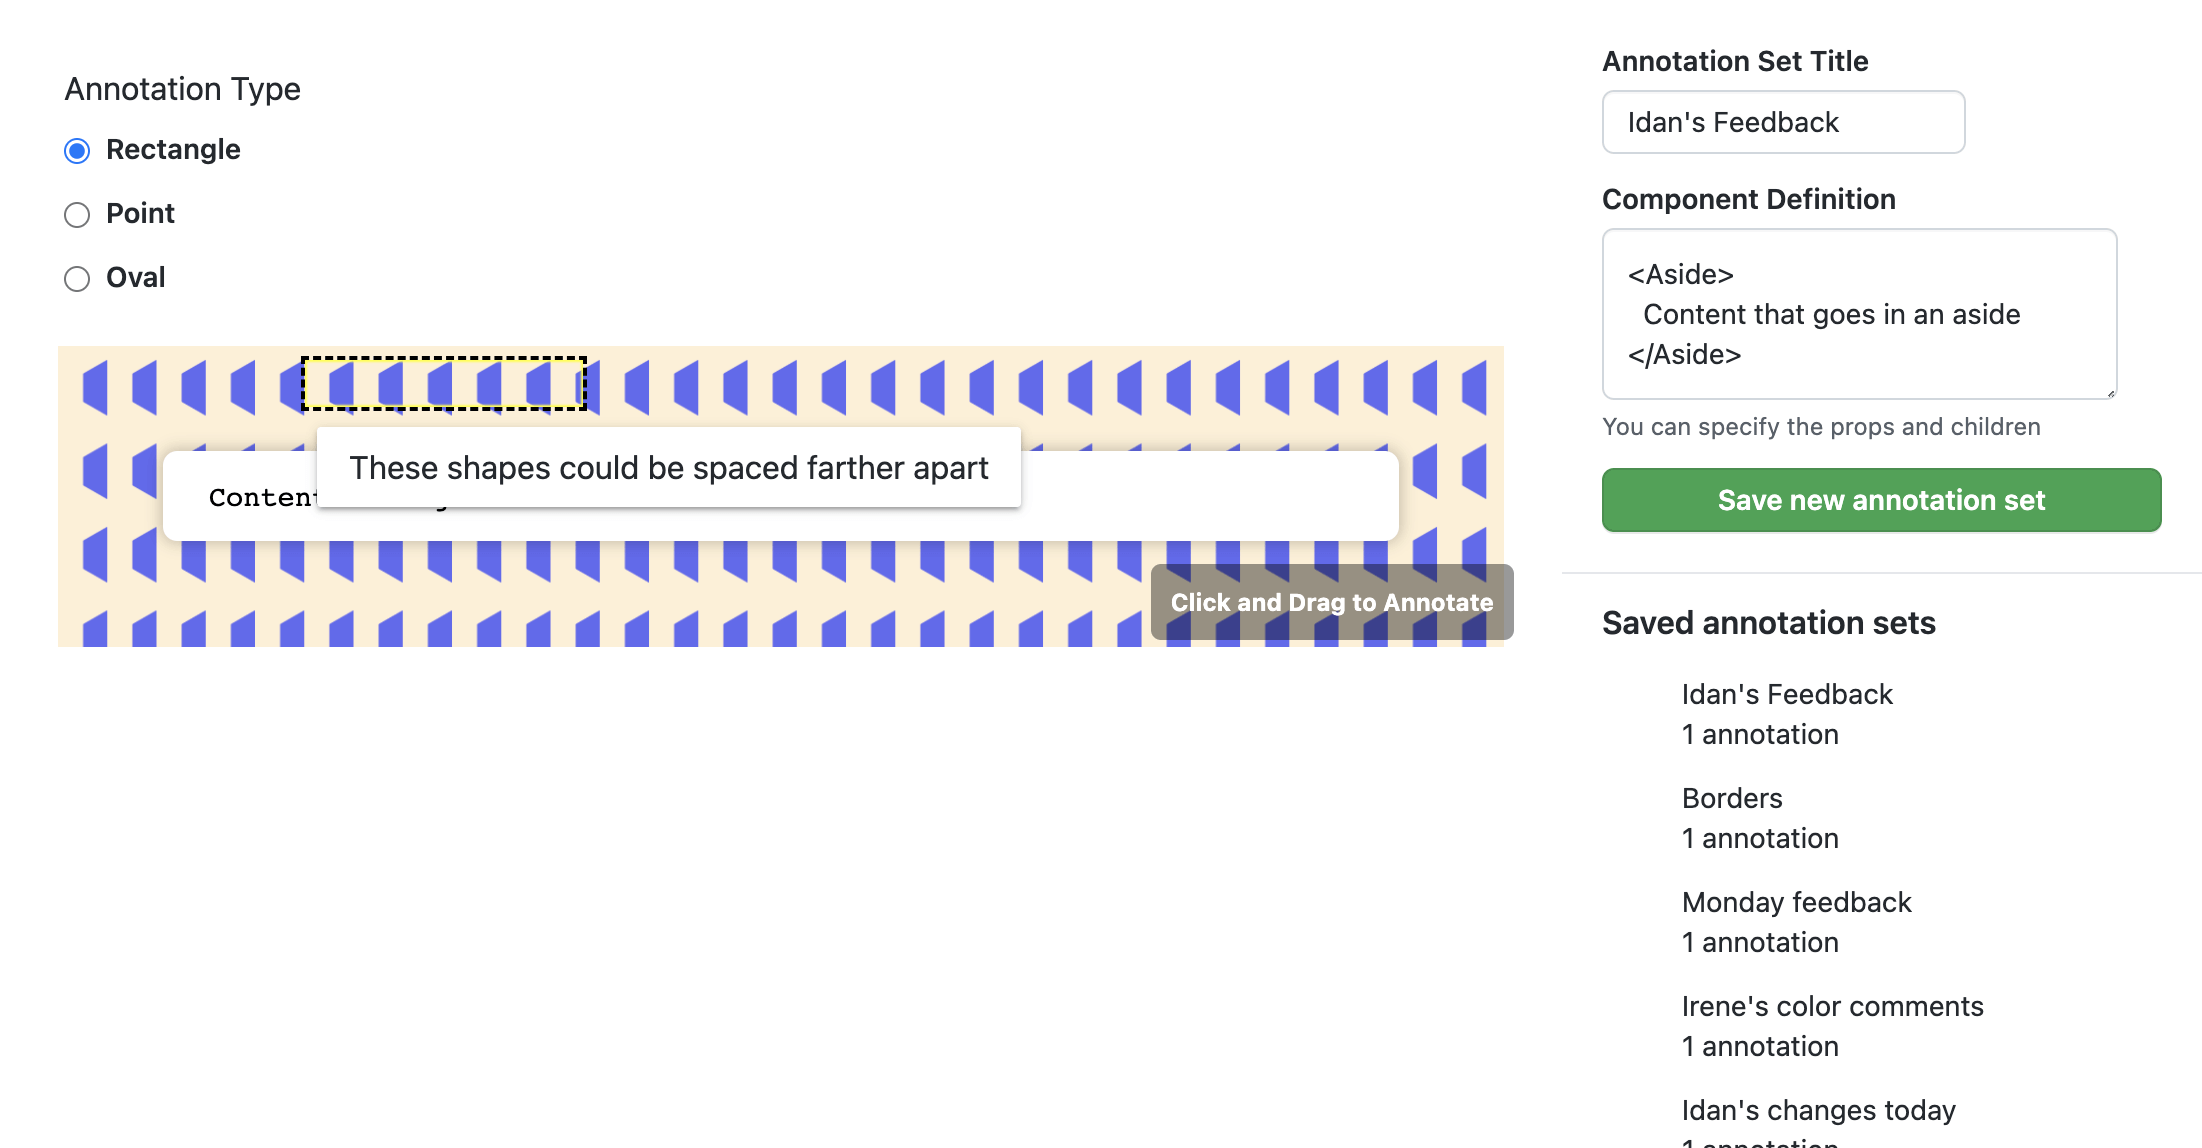 Annotation Type
Rectangle
Point
Oval
These shapes could be spaced farther apart
Click and Drag to Annotate
Annotation Set Title
Idan's Feedback
Component Definition
<Aside>
Content that goes in an aside
</Aside>
You can specify the props and children
Save new annotation set
Saved annotation sets
Idan's Feedback
1 annotation
Borders
1 annotation
Monday feedback
1 annotation
Irene's color comments
1 annotation
Idan's changes today
1 annotation